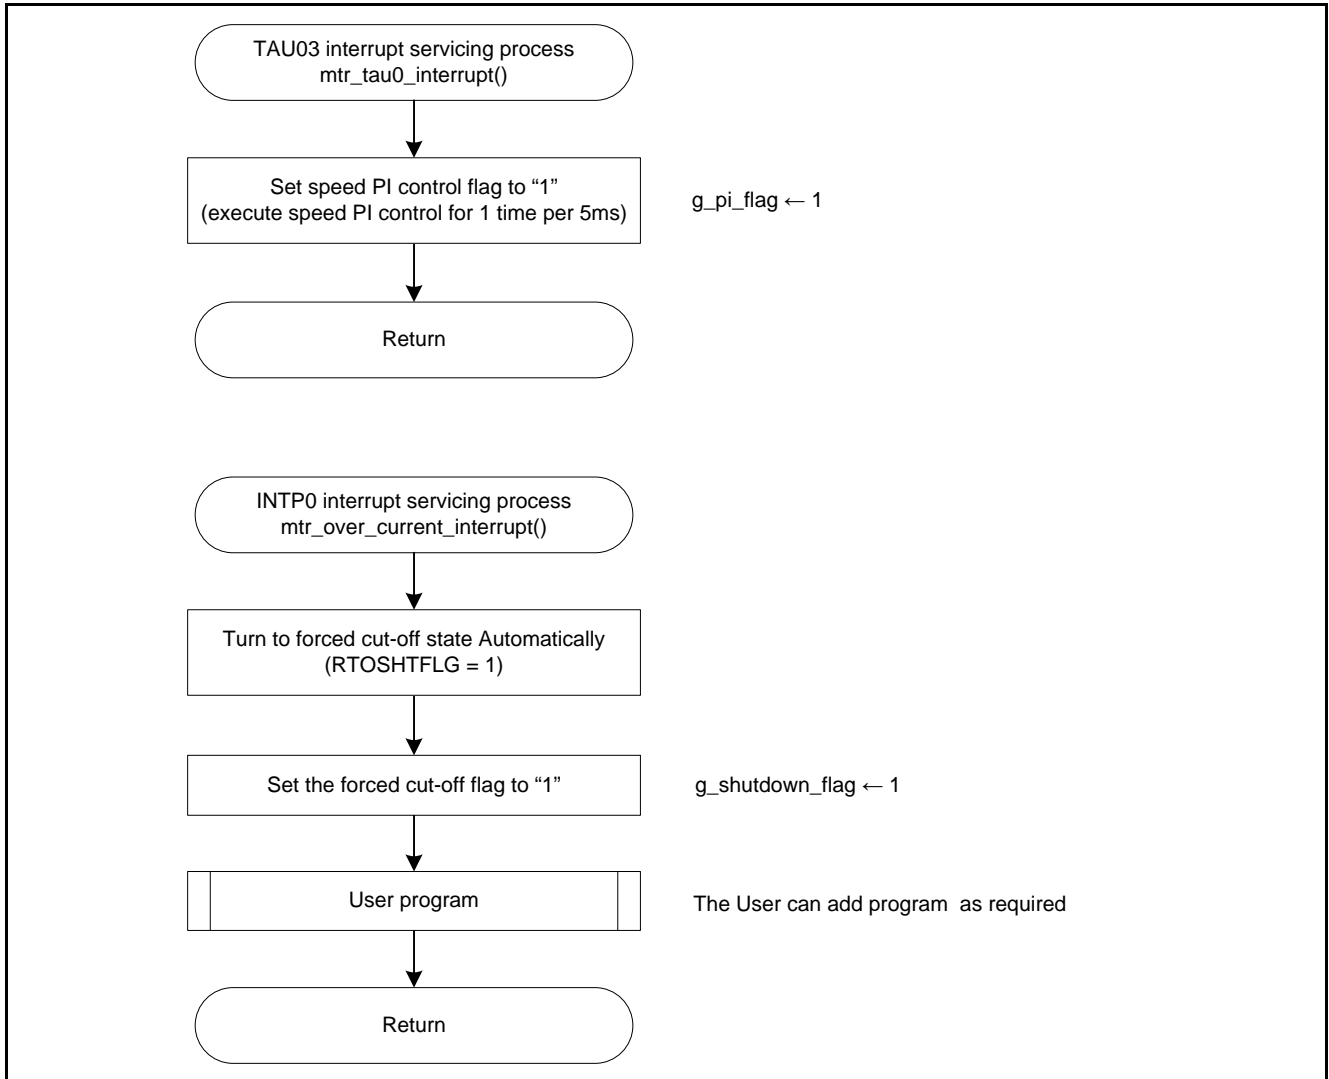 TAU03 interrupt servicing process
mtr_tau0_interrupt()
Set speed PI control flag to “1”
(execute speed PI control for 1 time per 5ms)
g_pi_flag ← 1
Return
INTP0 interrupt servicing process
mtr_over_current_interrupt()
Turn to forced cut-off state Automatically
(RTOSHTFLG = 1)
Set the forced cut-off flag to “1”
g_shutdown_flag ← 1
User program
The User can add program  as required
Return